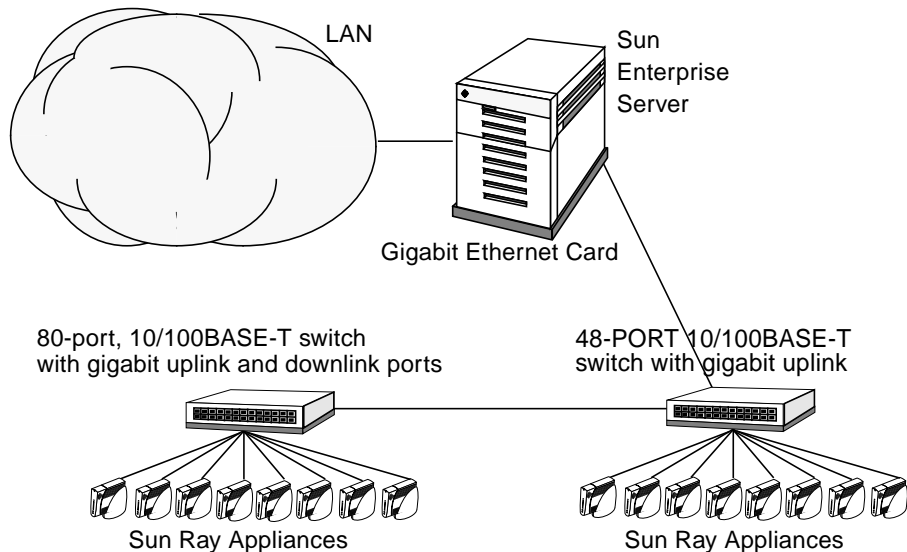 LAN
Sun
Enterprise
Server
Gigabit Ethernet Card
80-port, 10/100BASE-T switch
with gigabit uplink and downlink ports
48-PORT 10/100BASE-T
switch with gigabit uplink
Sun Ray Appliances
Sun Ray Appliances